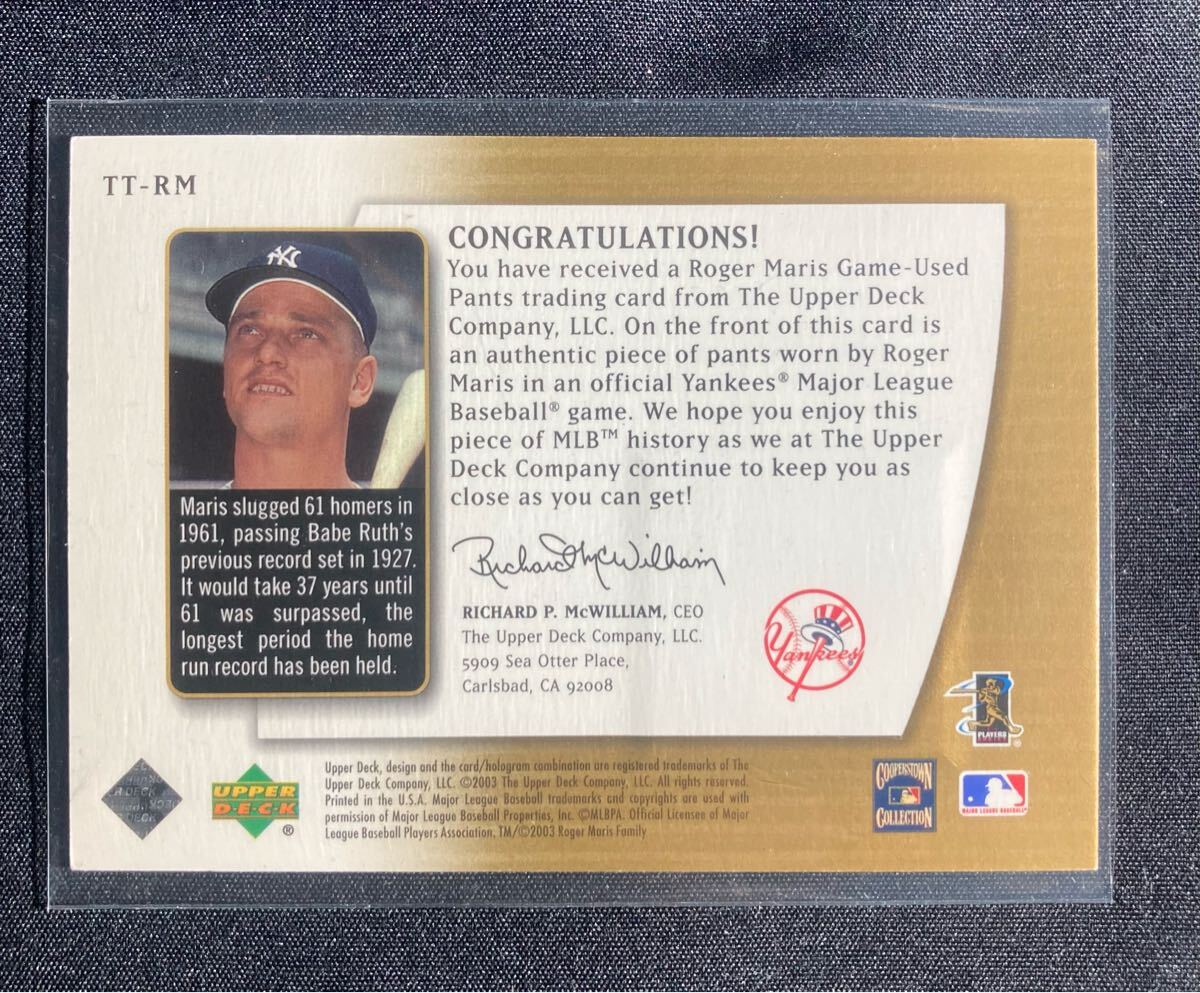 TT-RM
NY
CONGRATULATIONS!
You have received a Roger Maris Game-Used
Pants trading card from The Upper Deck
Company, LLC. On the front of this card is
an authentic piece of pants worn by Roger
Maris in an official Yankees® Major League
Baseball® game. We hope you enjoy this
piece of MLB™ history as we at The Upper
Deck Company continue to keep you as
close as you can get!
Maris slugged 61 homers in
1961, passing Babe Ruth's
previous record set in 1927.
It would take 37 years until
61 was surpassed, the
longest period the home
run record has been held.
Richard McWilliam
RICHARD P. McWILLIAM, CEO
The Upper Deck Company, LLC.
5909 Sea Otter Place,
Carlsbad, CA 92008
Yankees
PLAYERS
CHOICE
®
UPPER
DECK
®
Upper Deck, design and the card/hologram combination are registered trademarks of The
Upper Deck Company, LLC. ©2003 The Upper Deck Company, LLC. All rights reserved.
Printed in the U.S.A. Major League Baseball trademarks and copyrights are used with
permission of Major League Baseball Properties, Inc. ©MLBPA. Official Licensee of Major
League Baseball Players Association. TM/©2003 Roger Maris Family
COOPERSTOWN
COLLECTION
MAJOR LEAGUE BASEBALL®